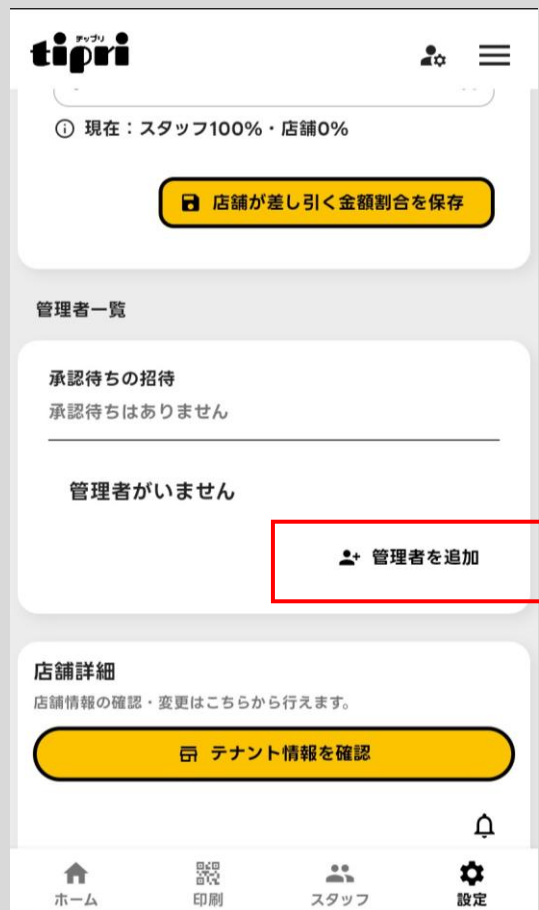 チップリ
tipri
現在：スタッフ100%・店舗0%
店舗が差し引く金額割合を保存
管理者一覧
承認待ちの招待
承認待ちはありません
管理者がいません
管理者を追加
店舗詳細
店舗情報の確認・変更はこちらから行えます。
テナント情報を確認
ホーム
印刷
スタッフ
設定